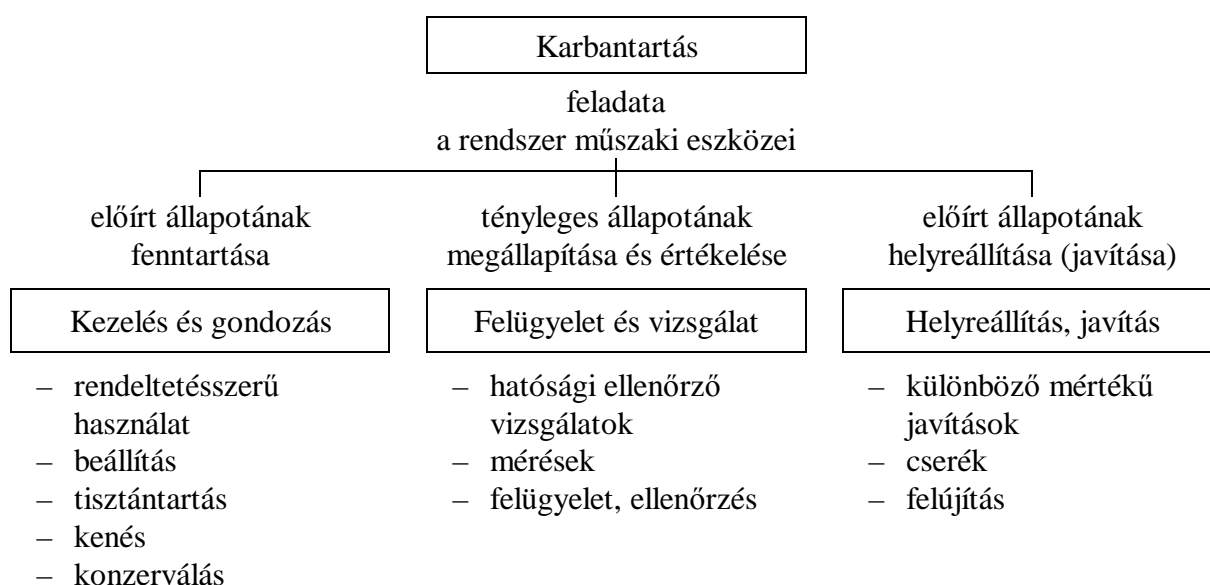 Karbantartás
feladata
a rendszer műszaki eszközei
előírt állapotának
fenntartása
Kezelés és gondozás
– rendeltetésszerű
használat
– beállítás
– tisztántartás
– kenés
– konzerválás
tényleges állapotának
megállapítása és értékelése
Felügyelet és vizsgálat
– hatósági ellenőrző
vizsgálatok
– mérések
– felügyelet, ellenőrzés
előírt állapotának
helyreállítása (javítása)
Helyreállítás, javítás
– különböző mértékű
javítások
– cserék
– felújítás